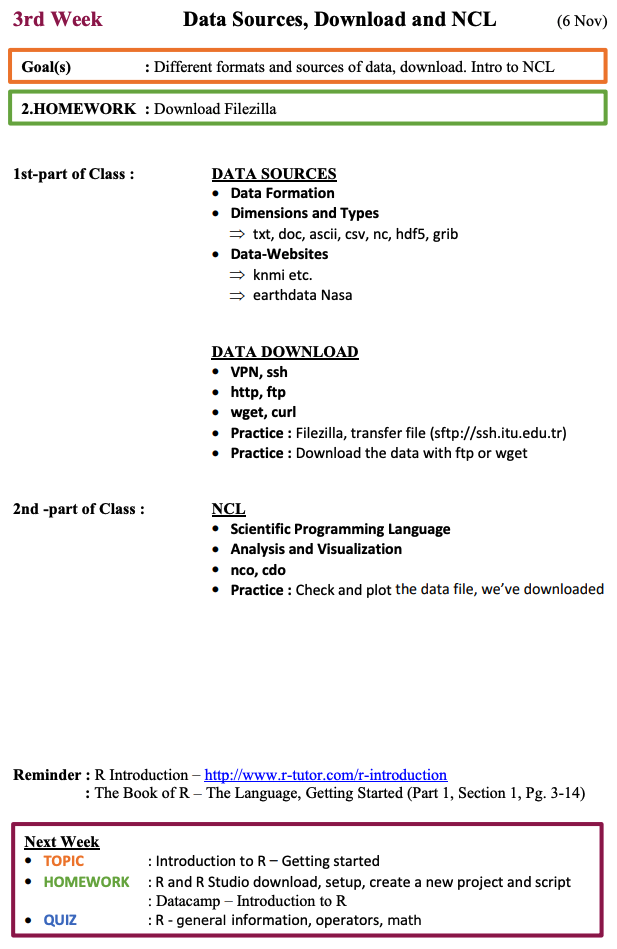 3rd Week Data Sources, Download and NCL (6 Nov)
Goal(s) : Different formats and sources of data, download. Intro to NCL
2.HOMEWORK : Download Filezilla
1st-part of Class : DATA SOURCES
• Data Formation
• Dimensions and Types
⇒ txt, doc, ascii, csv, nc, hdf5, grib
• Data-Websites
⇒ knmi etc.
⇒ earthdata Nasa
DATA DOWNLOAD
• VPN, ssh
• http, ftp
• wget, curl
• Practice : Filezilla, transfer file (sftp://ssh.itu.edu.tr)
• Practice : Download the data with ftp or wget
2nd -part of Class : NCL
• Scientific Programming Language
• Analysis and Visualization
• nco, cdo
• Practice : Check and plot the data file, we’ve downloaded
Reminder : R Introduction – http://www.r-tutor.com/r-introduction
: The Book of R – The Language, Getting Started (Part 1, Section 1, Pg. 3-14)
Next Week
• TOPIC : Introduction to R – Getting started
• HOMEWORK : R and R Studio download, setup, create a new project and script
: Datacamp – Introduction to R
• QUIZ : R - general information, operators, math